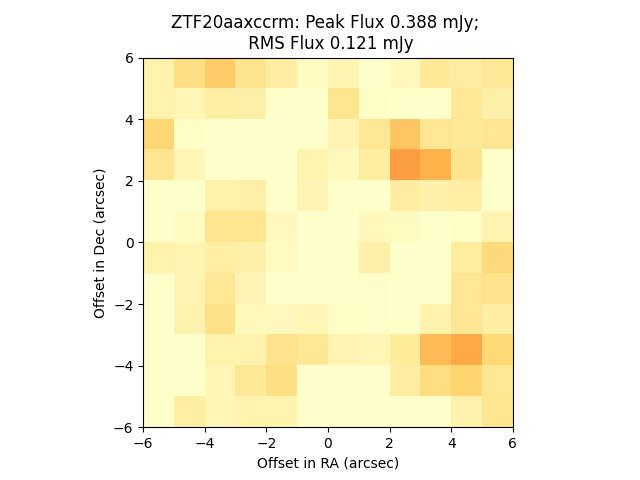 ZTF20aaxccrm: Peak Flux 0.388 mJy;
RMS Flux 0.121 mJy
6
4
2
0
−2
−4
−6
Offset in Dec (arcsec)
−6 −4 −2 0 2 4 6
Offset in RA (arcsec)